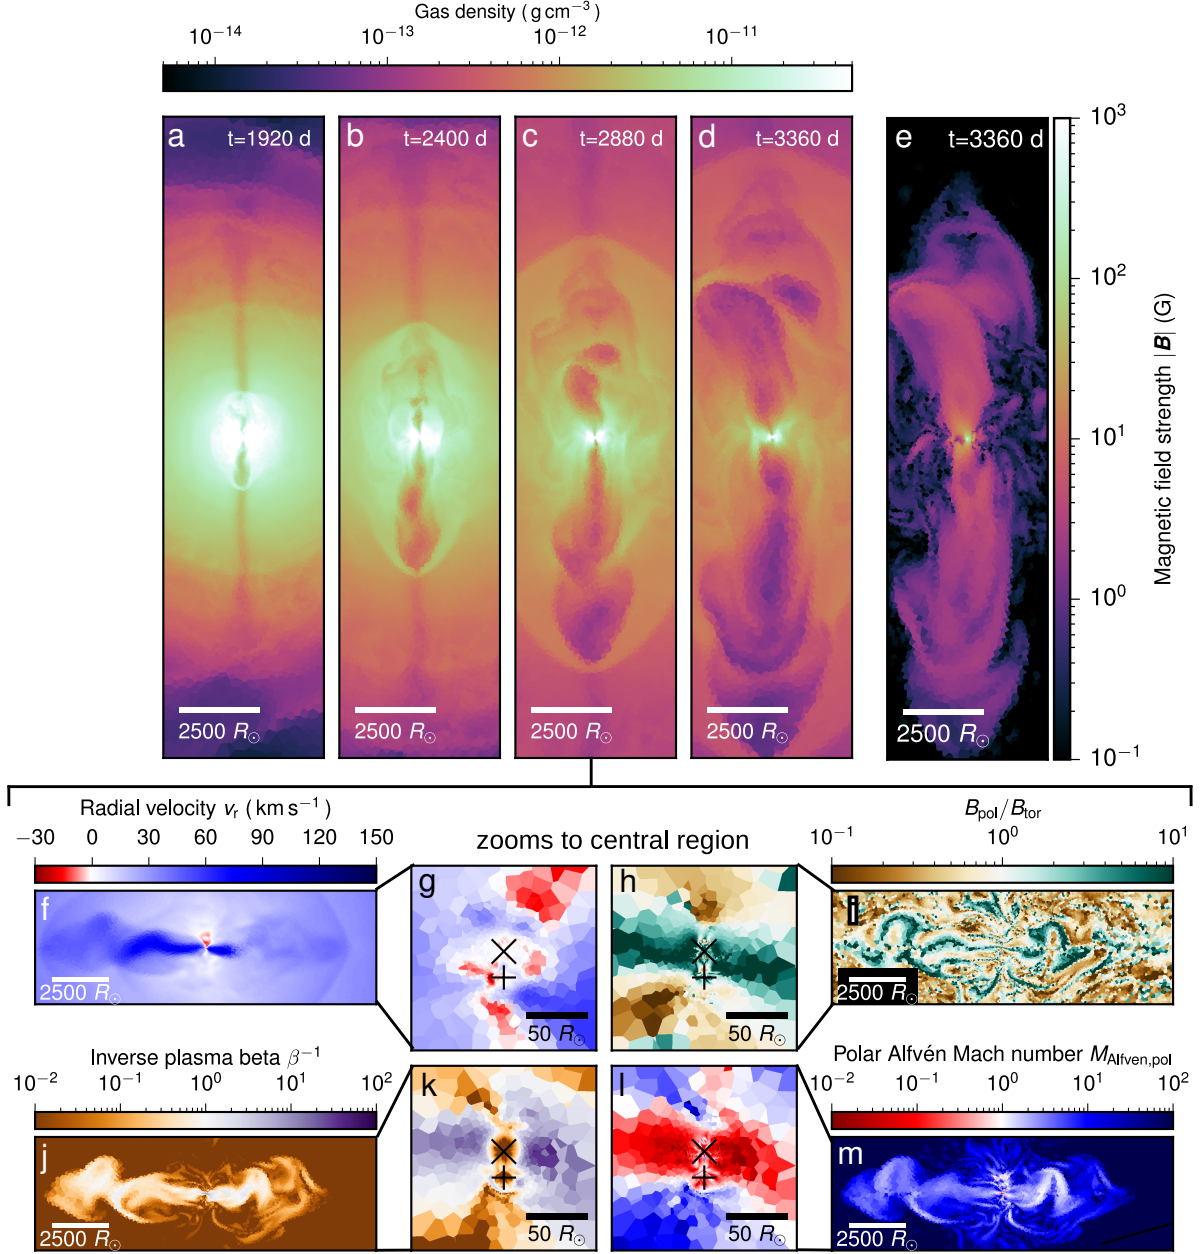 Gas density (g cm⁻³)
10⁻¹⁴ 10⁻¹³ 10⁻¹² 10⁻¹¹
a t=1920 d
b t=2400 d
c t=2880 d
d t=3360 d
e t=3360 d
2500 R☉
2500 R☉
2500 R☉
2500 R☉
2500 R☉
10³
10²
10¹
10⁰
10⁻¹
Magnetic field strength |B| (G)
Radial velocity vᵣ (km s⁻¹)
−30 0 30 60 90 120 150
zooms to central region
B_pol/B_tor
10⁻¹ 10⁰ 10¹
f
2500 R☉
g
50 R☉
h
50 R☉
i
2500 R☉
Inverse plasma beta β⁻¹
10⁻² 10⁻¹ 10⁰ 10¹ 10²
Polar Alfvén Mach number M_Alfven,pol
10⁻² 10⁻¹ 10⁰ 10¹ 10²
j
2500 R☉
k
50 R☉
l
50 R☉
m
2500 R☉